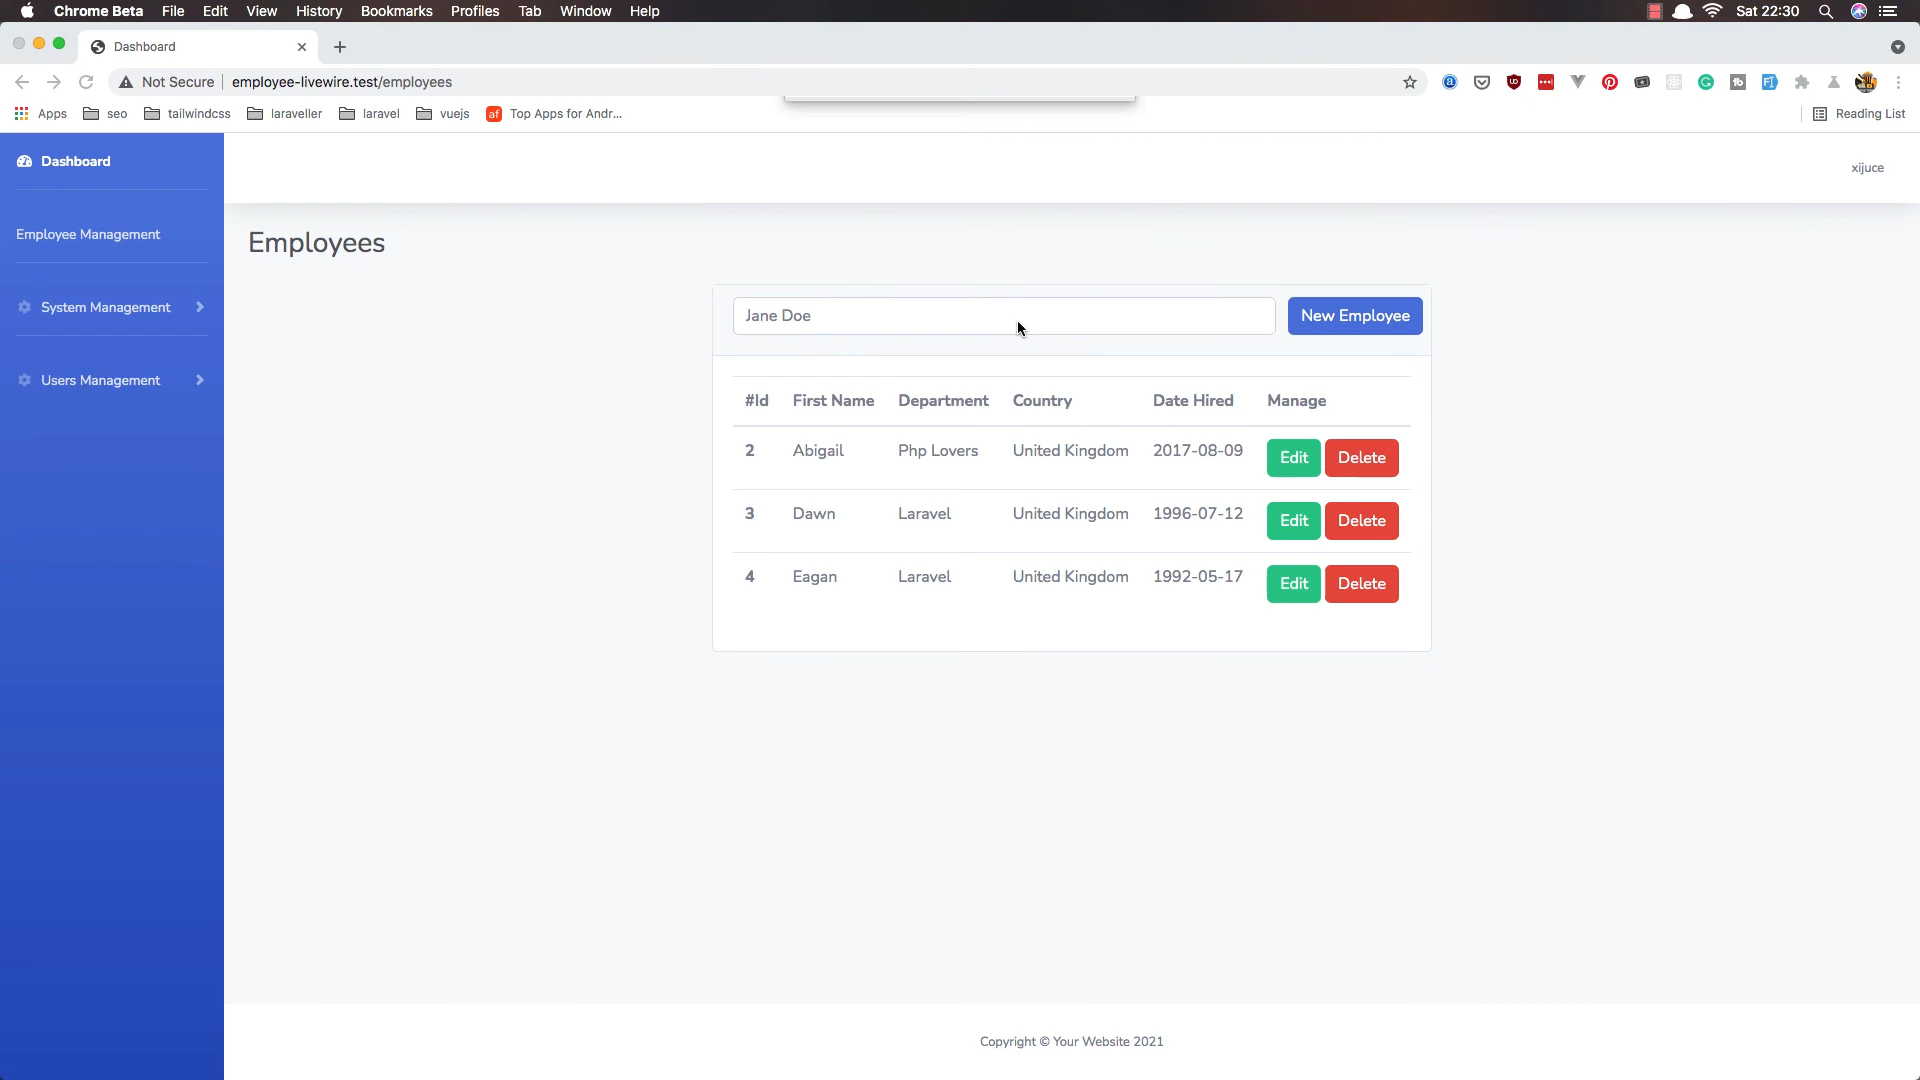 Chrome Beta File Edit View History Bookmarks Profiles Tab Window Help Sat 22:30
Dashboard
Not Secure employee-livewire.test/employees
Apps seo tailwindcss laraveller laravel vuejs af Top Apps for Andr... Reading List
Dashboard
xijuce
Employee Management
Employees
System Management
Jane Doe New Employee
Users Management
#Id First Name Department Country Date Hired Manage
2 Abigail Php Lovers United Kingdom 2017-08-09 Edit Delete
3 Dawn Laravel United Kingdom 1996-07-12 Edit Delete
4 Eagan Laravel United Kingdom 1992-05-17 Edit Delete
Copyright © Your Website 2021